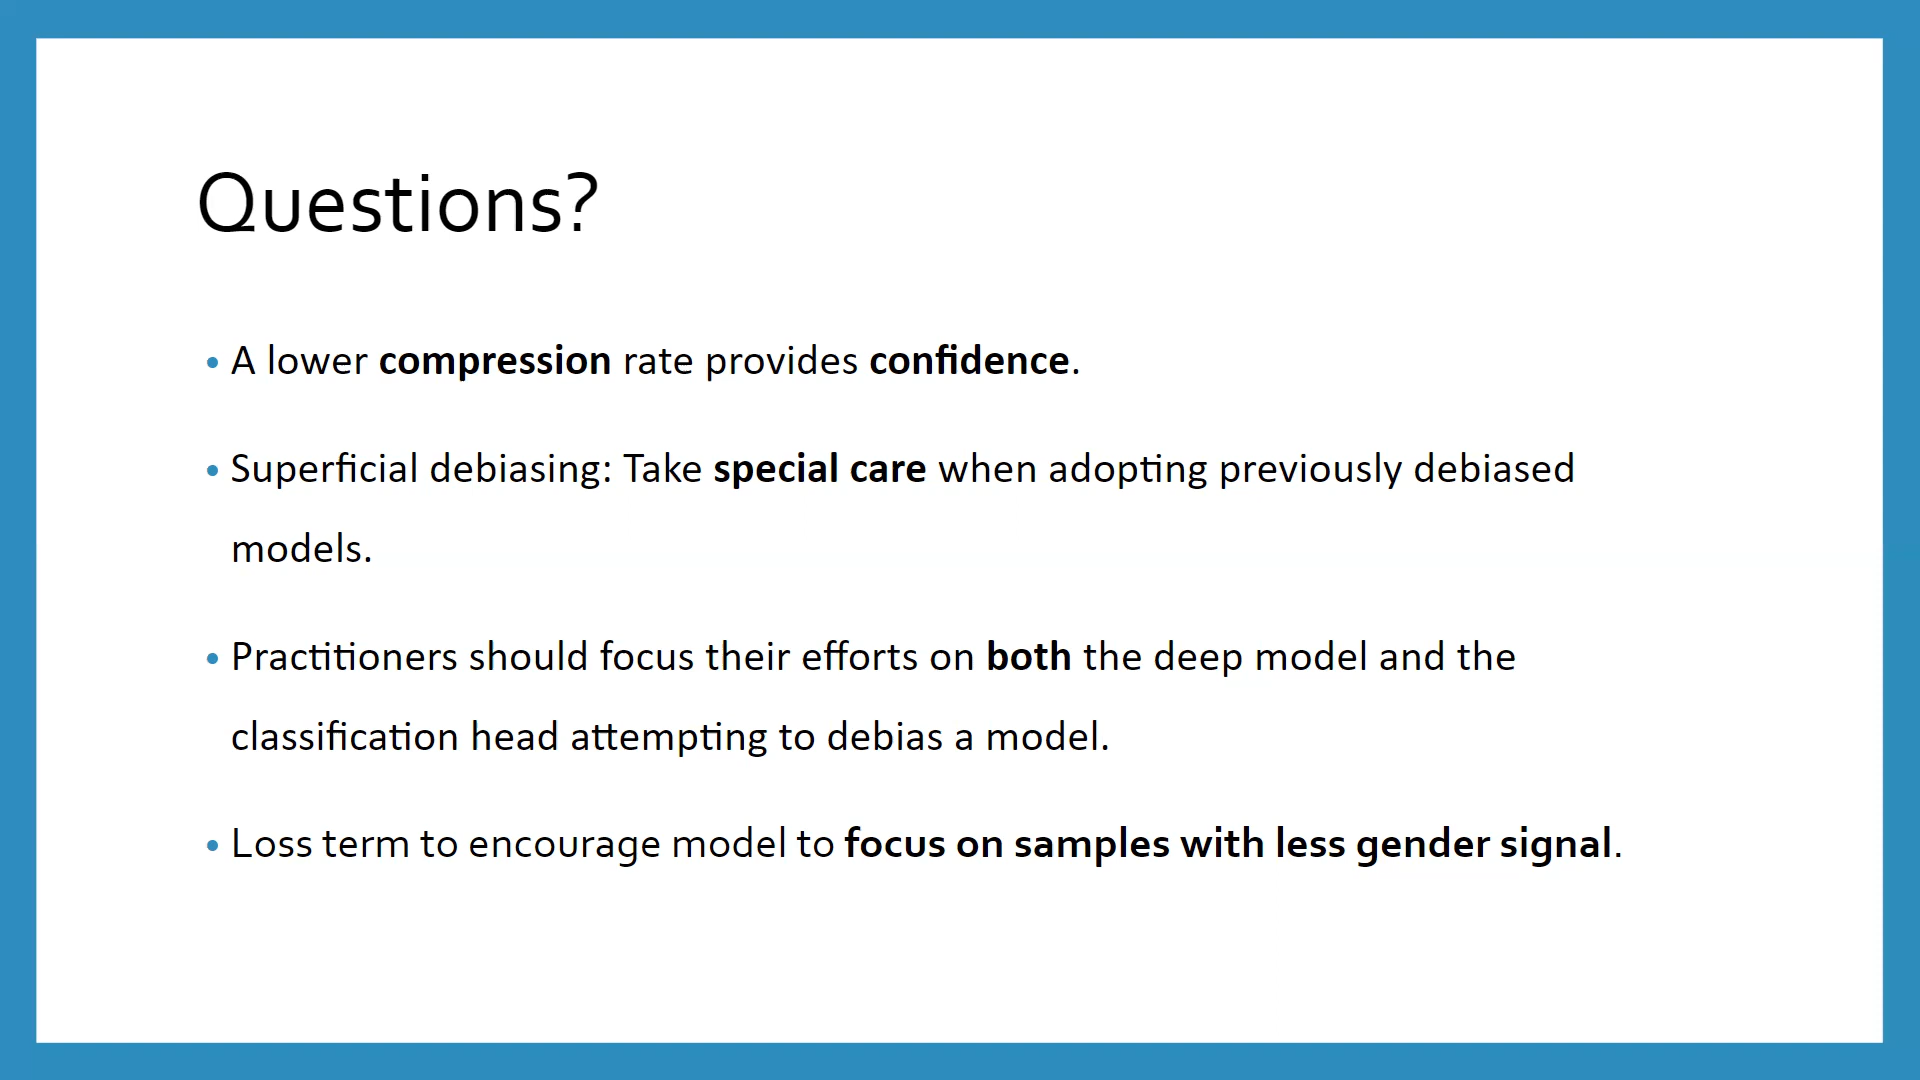 Questions?
• A lower compression rate provides confidence.
• Superficial debiasing: Take special care when adopting previously debiased
models.
• Practitioners should focus their efforts on both the deep model and the
classification head attempting to debias a model.
• Loss term to encourage model to focus on samples with less gender signal.